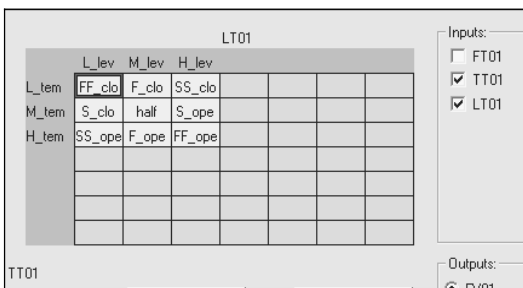 LT01
L_lev M_lev H_lev
L_tem FF_clo F_clo SS_clo
M_tem S_clo half S_ope
H_tem SS_ope F_ope FF_ope
TT01
Inputs:
FT01
TT01
LT01
Outputs: